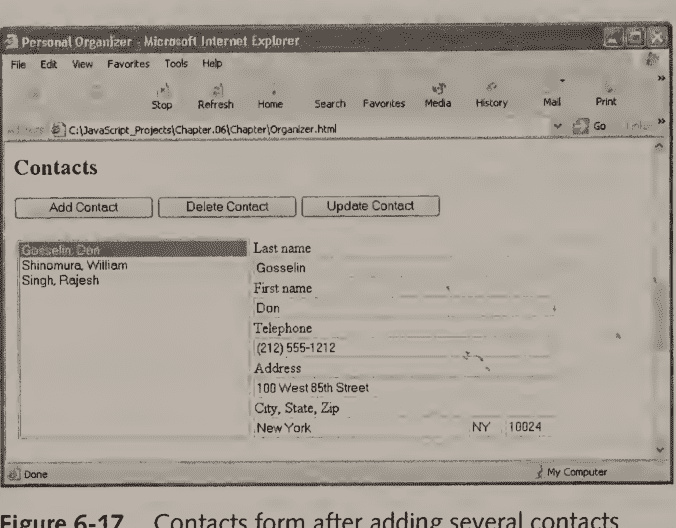 Personal Organizer - Microsoft Internet Explorer
File Edit View Favorites Tools Help
Stop Refresh Home Search Favorites Media History Mail Print »
C:\JavaScript_Projects\Chapter.06\Chapter\Organizer.html Go Links »
Contacts
Add Contact Delete Contact Update Contact
Gosselin, Don
Shinomura, William
Singh, Rajesh
Last name
Gosselin
First name
Don
Telephone
(212) 555-1212
Address
100 West 85th Street
City, State, Zip
New York NY 10024
Done My Computer
Figure 6-17 Contacts form after adding several contacts